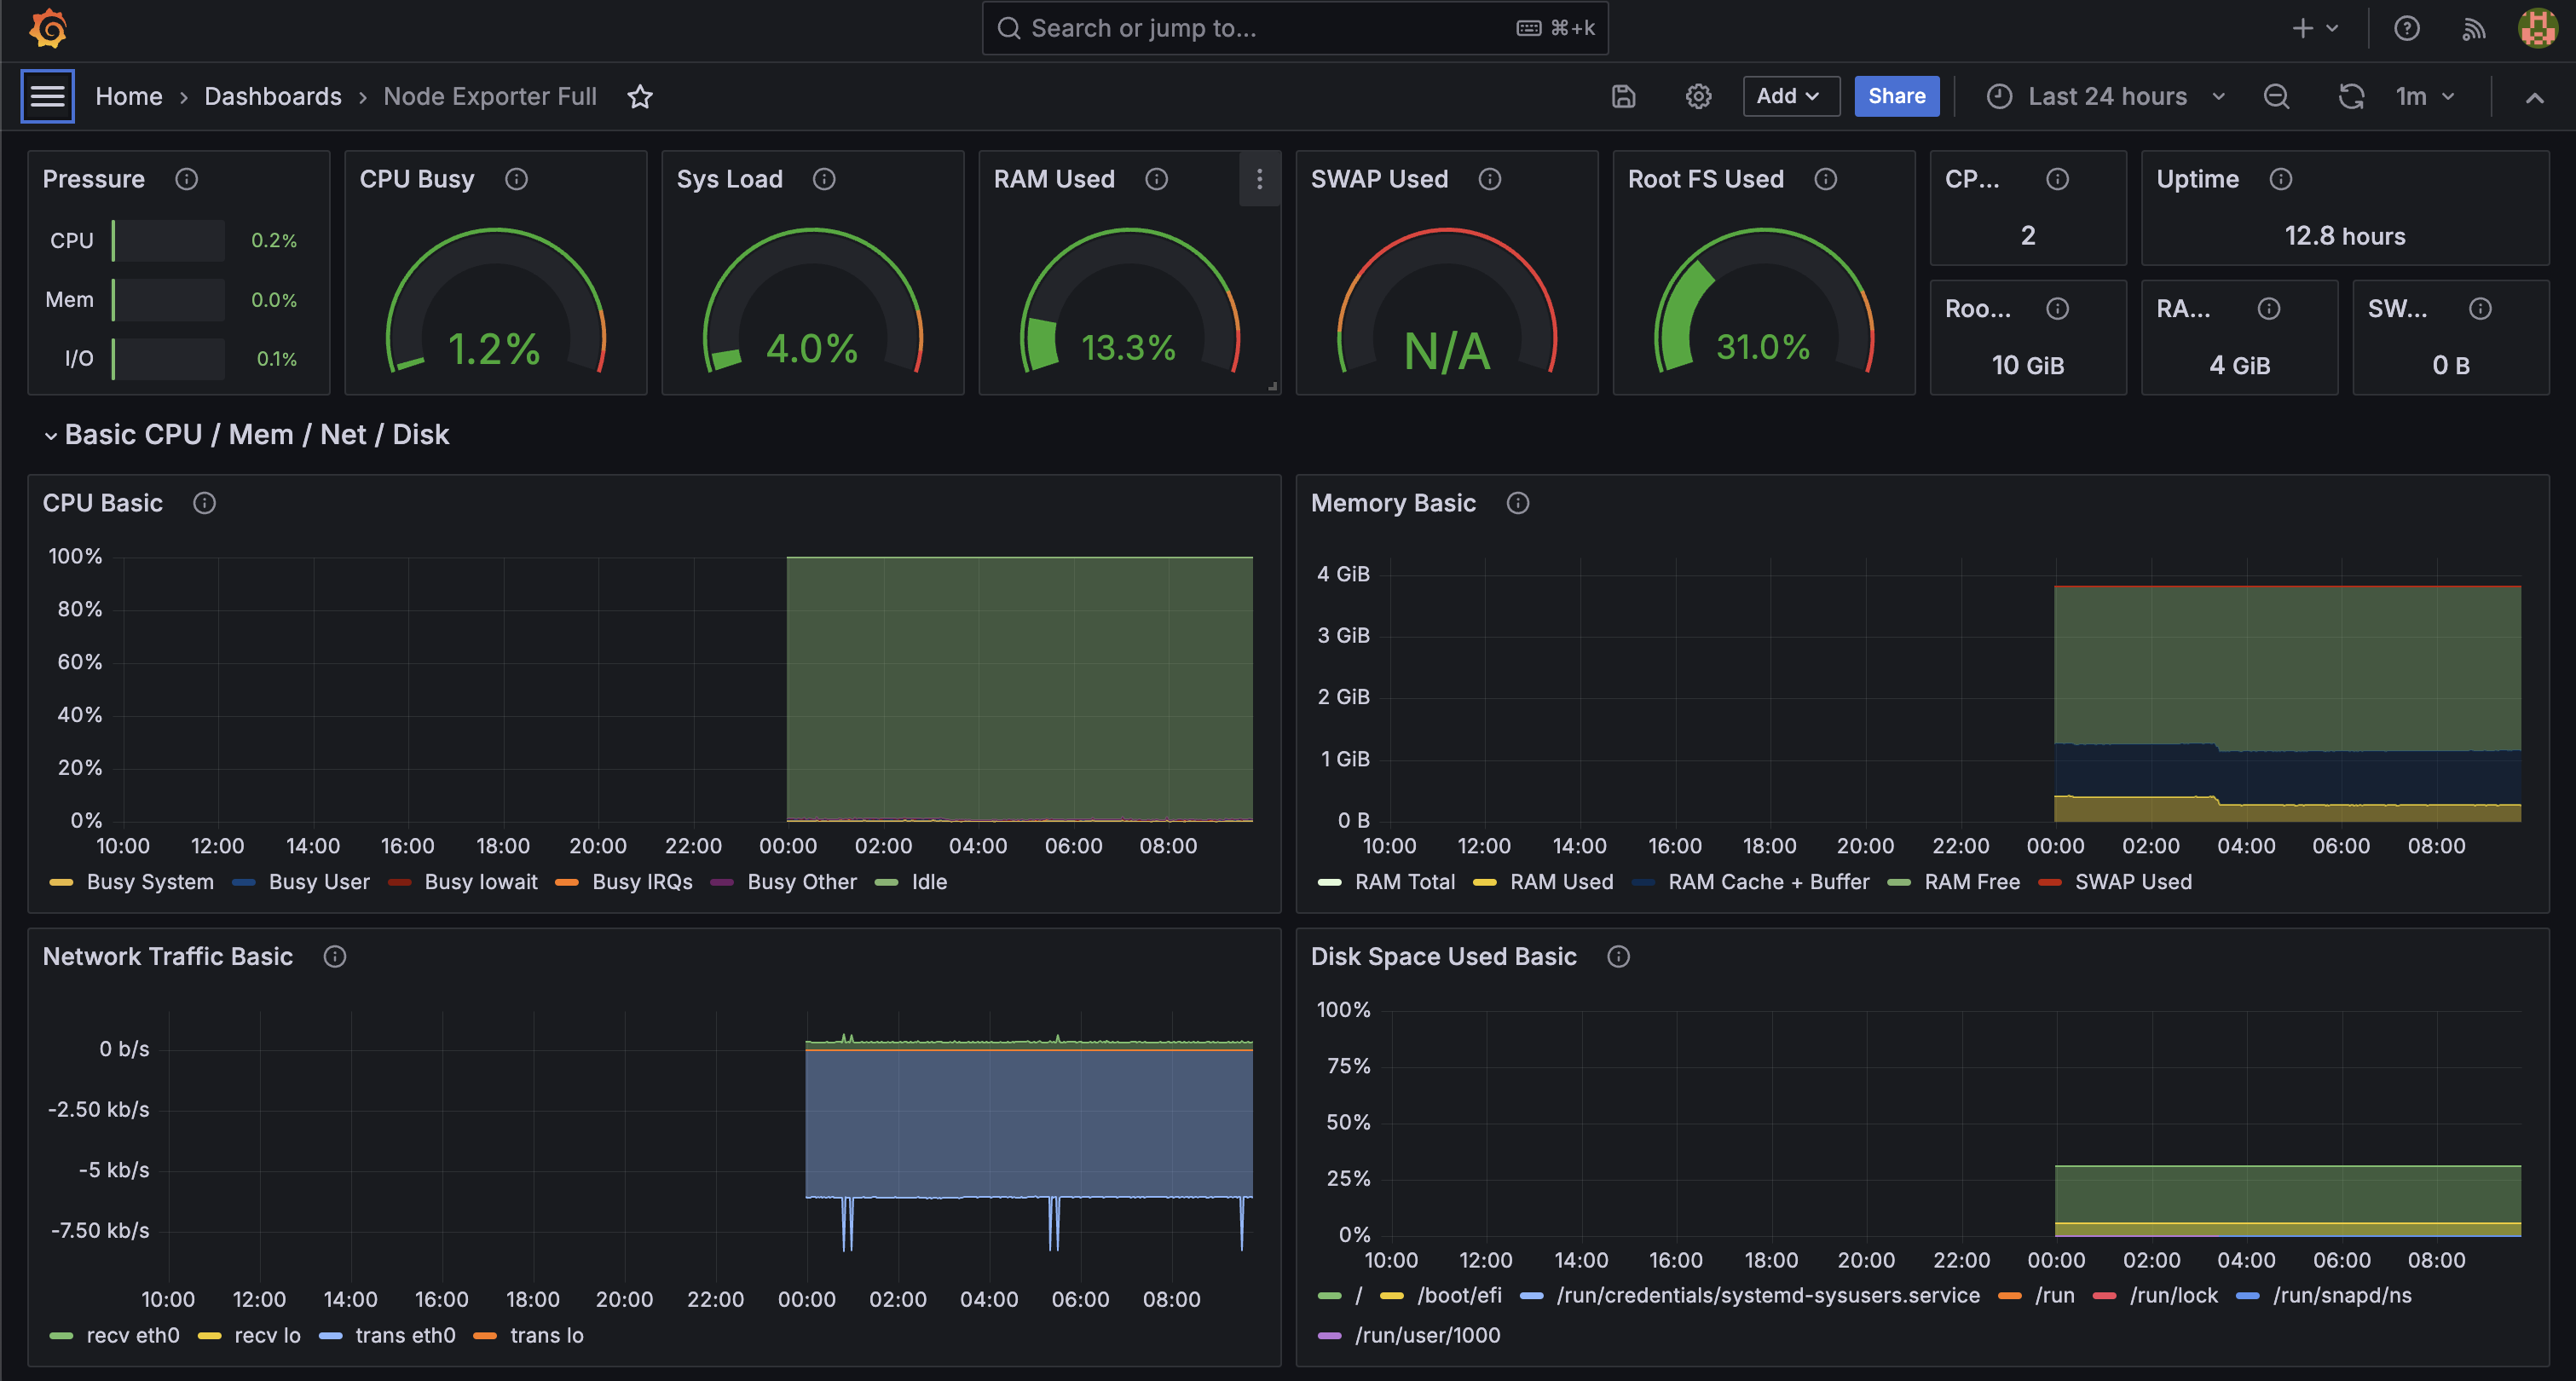 Search or jump to... ⌘+k
Home › Dashboards › Node Exporter Full
Add
Share
Last 24 hours
1m
Pressure
CPU 0.2%
Mem 0.0%
I/O 0.1%
CPU Busy
1.2%
Sys Load
4.0%
RAM Used
13.3%
SWAP Used
N/A
Root FS Used
31.0%
CP...
2
Uptime
12.8 hours
Roo...
10 GiB
RA...
4 GiB
SW...
0 B
Basic CPU / Mem / Net / Disk
CPU Basic
100%
80%
60%
40%
20%
0%
10:00 12:00 14:00 16:00 18:00 20:00 22:00 00:00 02:00 04:00 06:00 08:00
Busy System Busy User Busy Iowait Busy IRQs Busy Other Idle
Memory Basic
4 GiB
3 GiB
2 GiB
1 GiB
0 B
10:00 12:00 14:00 16:00 18:00 20:00 22:00 00:00 02:00 04:00 06:00 08:00
RAM Total RAM Used RAM Cache + Buffer RAM Free SWAP Used
Network Traffic Basic
0 b/s
-2.50 kb/s
-5 kb/s
-7.50 kb/s
10:00 12:00 14:00 16:00 18:00 20:00 22:00 00:00 02:00 04:00 06:00 08:00
recv eth0 recv lo trans eth0 trans lo
Disk Space Used Basic
100%
75%
50%
25%
0%
10:00 12:00 14:00 16:00 18:00 20:00 22:00 00:00 02:00 04:00 06:00 08:00
/ /boot/efi /run/credentials/systemd-sysusers.service /run /run/lock /run/snapd/ns
/run/user/1000